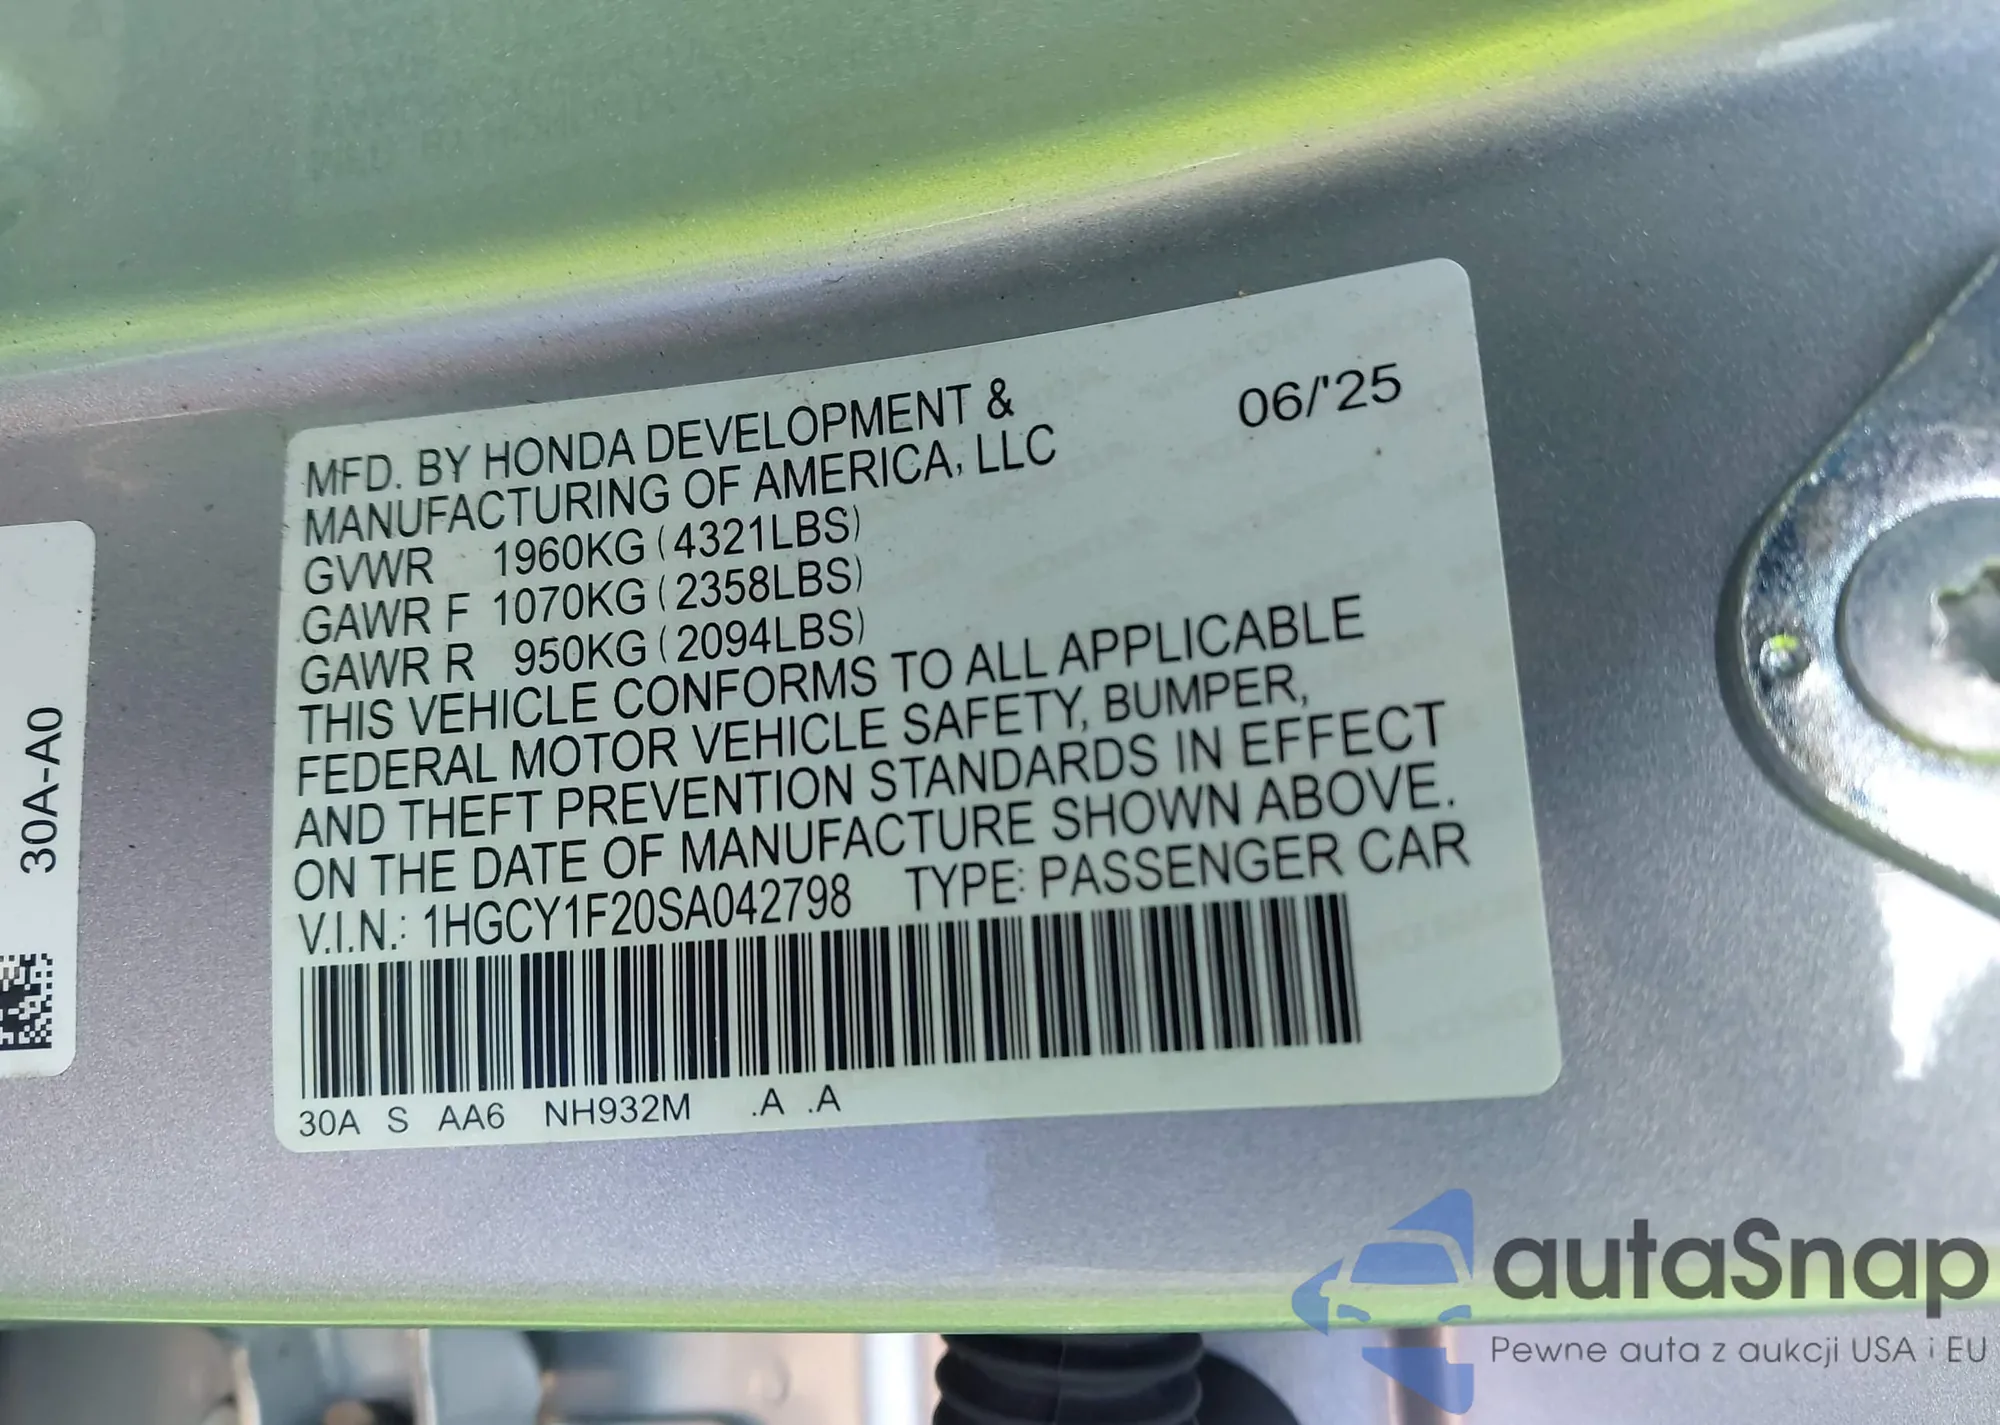 MFD. BY HONDA DEVELOPMENT &
MANUFACTURING OF AMERICA, LLC
06/'25
GVWR 1960KG (4321LBS)
GAWR F 1070KG (2358LBS)
GAWR R 950KG (2094LBS)
THIS VEHICLE CONFORMS TO ALL APPLICABLE
FEDERAL MOTOR VEHICLE SAFETY, BUMPER,
AND THEFT PREVENTION STANDARDS IN EFFECT
ON THE DATE OF MANUFACTURE SHOWN ABOVE.
V.I.N.: 1HGCY1F20SA042798 TYPE: PASSENGER CAR
30A S AA6 NH932M .A .A
30A-A0
autaSnap
Pewne auta z aukcji USA i EU